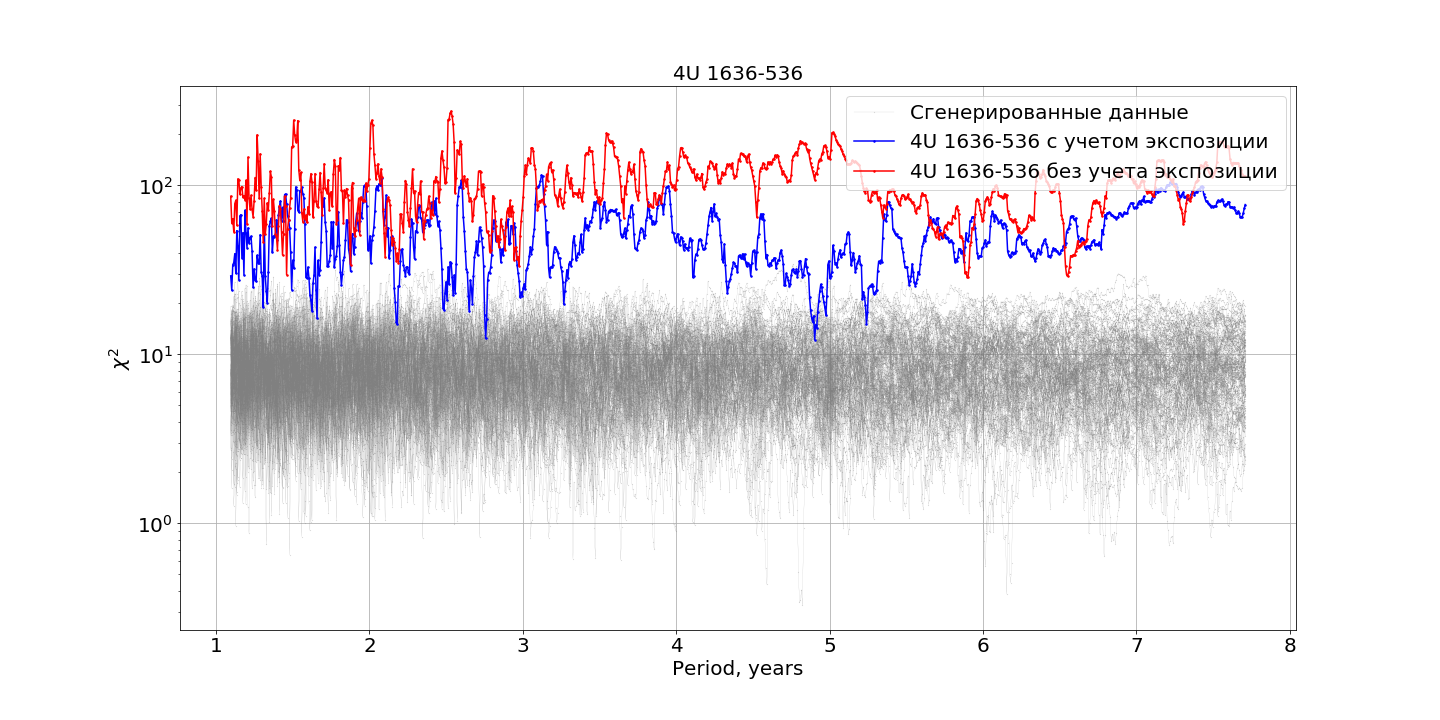 4U 1636-536
Сгенерированные данные
4U 1636-536 с учетом экспозиции
4U 1636-536 без учета экспозиции
10²
10¹
10⁰
χ²
1 2 3 4 5 6 7 8
Period, years